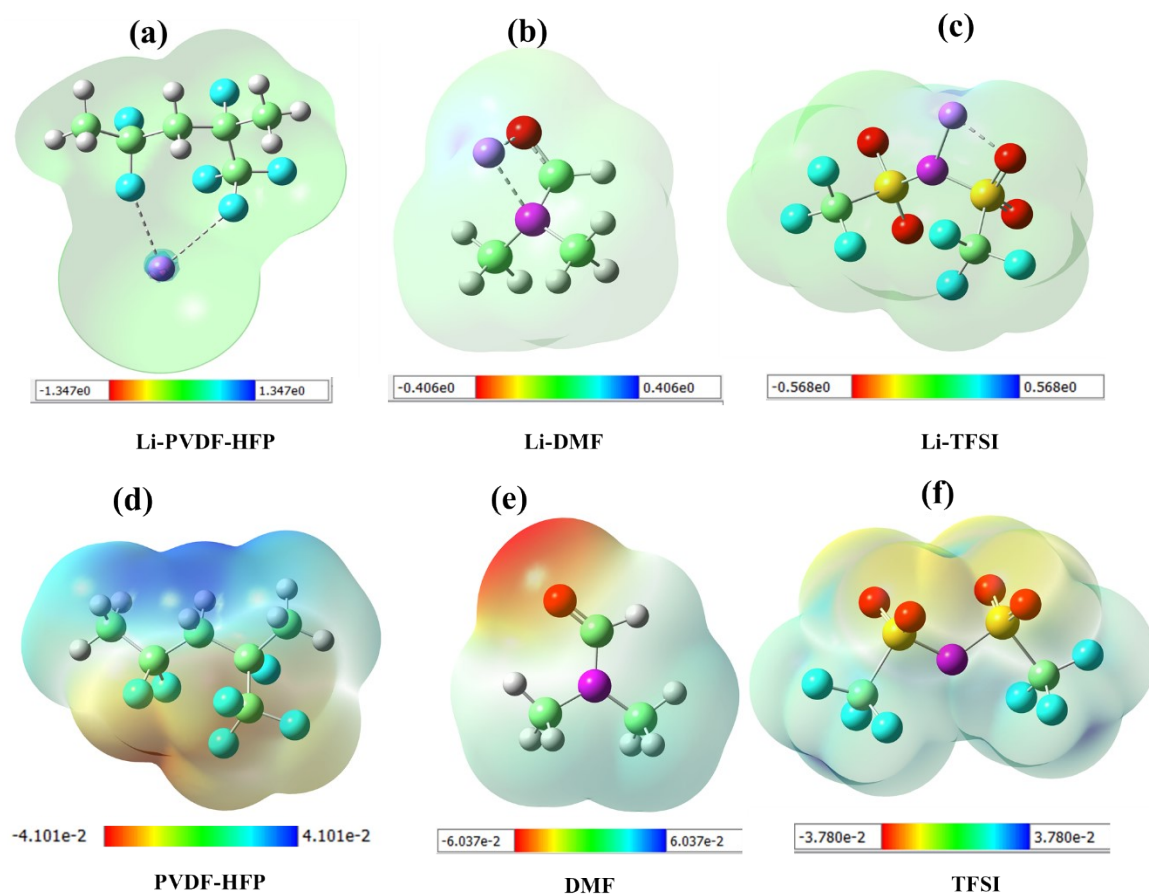 (a) (b) (c)
-1.347e0 1.347e0 -0.406e0 0.406e0 -0.568e0 0.568e0
Li-PVDF-HFP Li-DMF Li-TFSI
(d) (e) (f)
-4.101e-2 4.101e-2 -6.037e-2 6.037e-2 -3.780e-2 3.780e-2
PVDF-HFP DMF TFSI